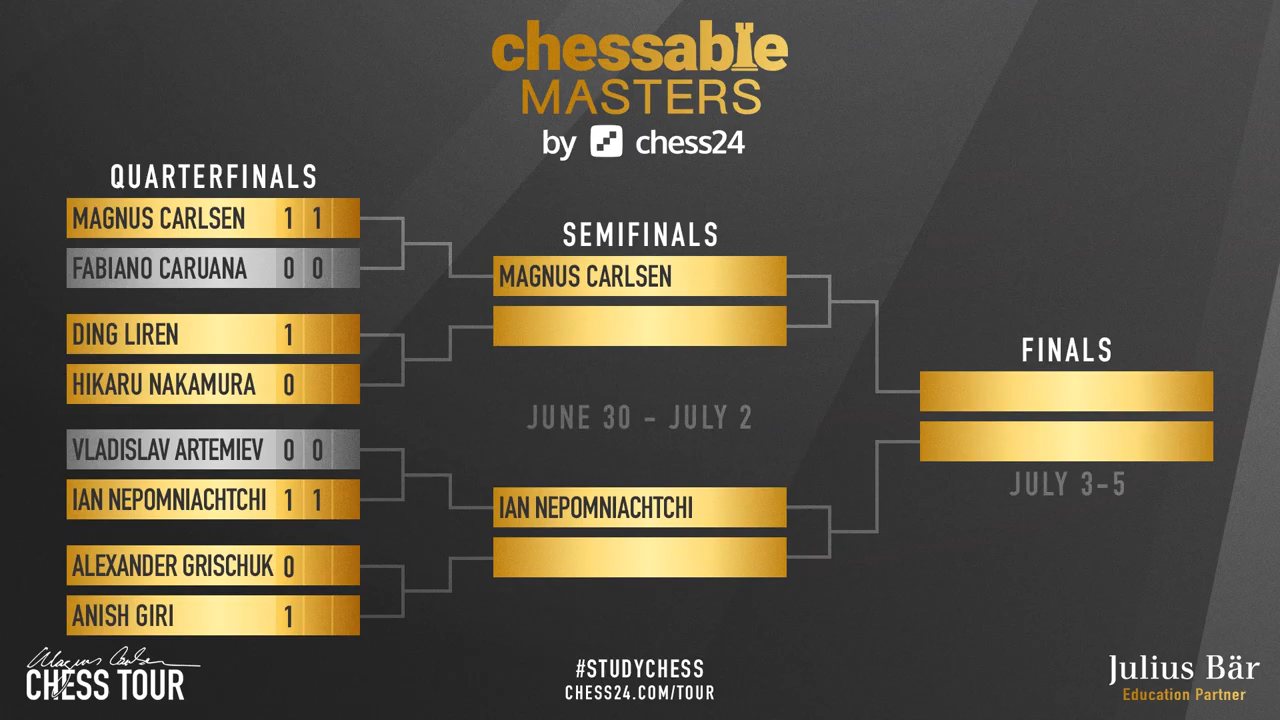 chessable
MASTERS
by chess24
QUARTERFINALS
MAGNUS CARLSEN 1 1
FABIANO CARUANA 0 0
DING LIREN 1
HIKARU NAKAMURA 0
VLADISLAV ARTEMIEV 0 0
IAN NEPOMNIACHTCHI 1 1
ALEXANDER GRISCHUK 0
ANISH GIRI 1
SEMIFINALS
MAGNUS CARLSEN
JUNE 30 - JULY 2
IAN NEPOMNIACHTCHI
FINALS
JULY 3-5
Magnus Carlsen
CHESS TOUR
#STUDYCHESS
CHESS24.COM/TOUR
Julius Bär
Education Partner